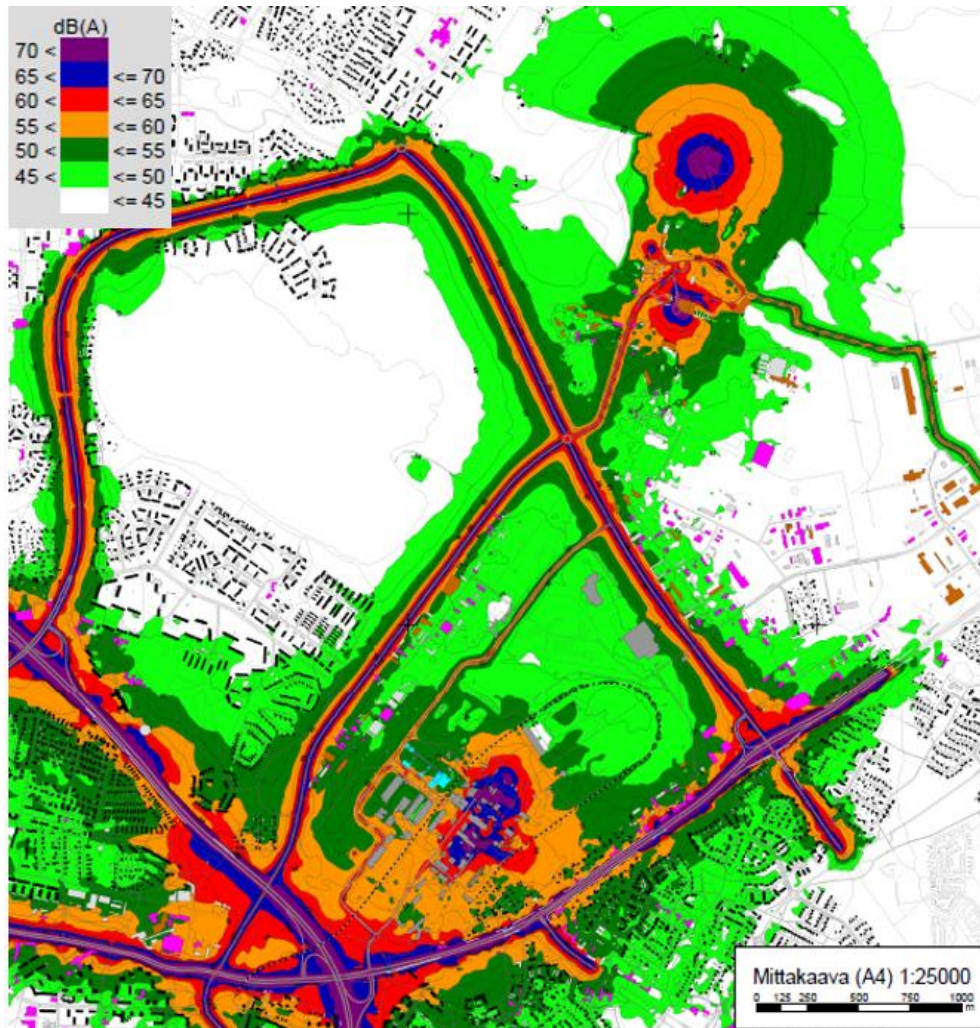 dB(A)
70 <
65 < <= 70
60 < <= 65
55 < <= 60
50 < <= 55
45 < <= 50
<= 45
Mittakaava (A4) 1:25000
0 125 250 500 750 1000
m